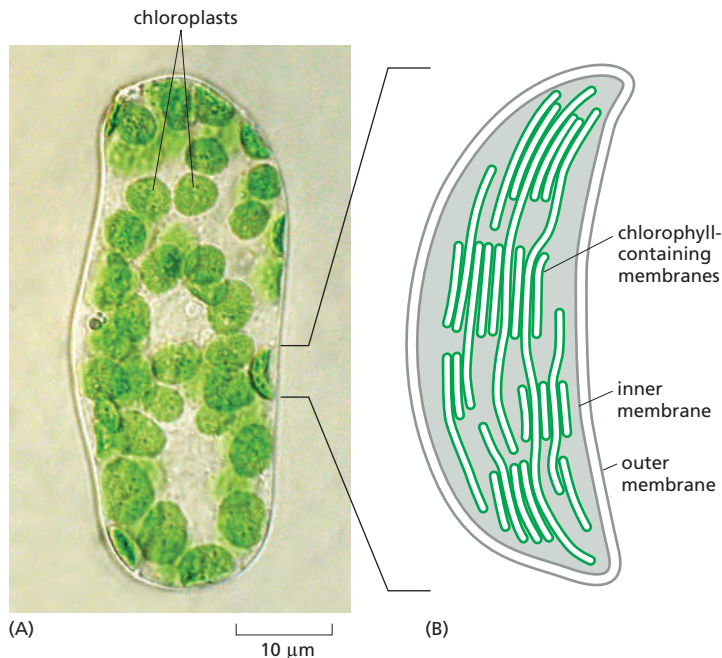 chloroplasts
chlorophyll-
containing
membranes
inner
membrane
outer
membrane
(A)
10 μm
(B)